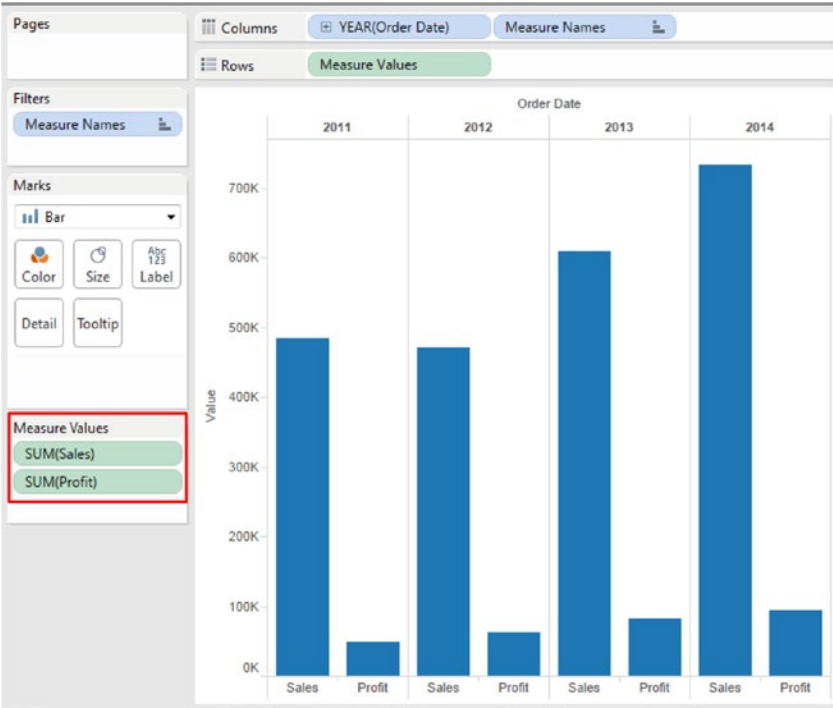 Pages
Columns YEAR(Order Date) Measure Names
Rows Measure Values
Filters
Measure Names
Marks
Bar
Color Size Abc 123 Label
Detail Tooltip
Measure Values
SUM(Sales)
SUM(Profit)
Order Date
2011 2012 2013 2014
Value
700K
600K
500K
400K
300K
200K
100K
0K
Sales Profit Sales Profit Sales Profit Sales Profit